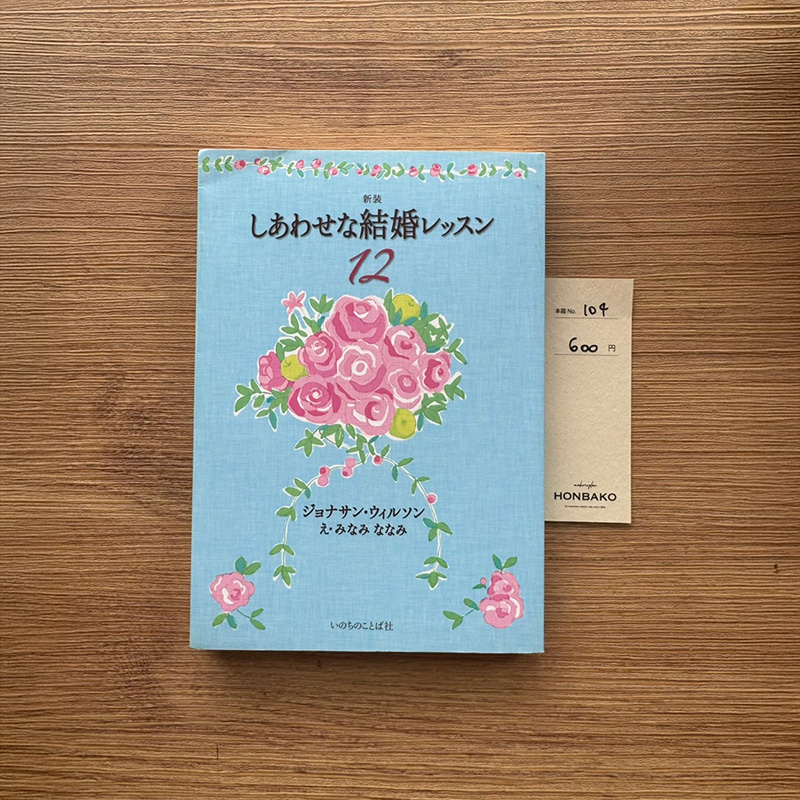 新装
しあわせな結婚レッスン
12
ジョナサン・ウィルソン
え・みなみ ななみ
いのちのことば社
本箱 No. 104
600 円
HONBAKO